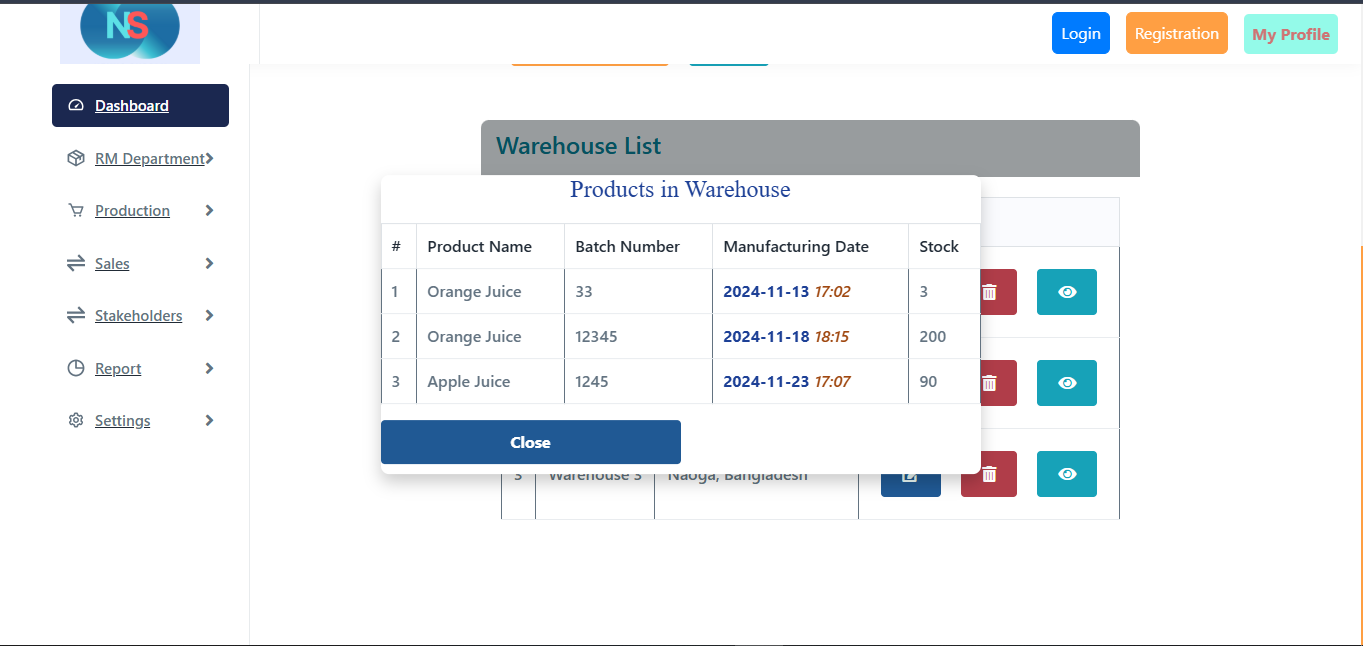 NS
Login
Registration
My Profile
Dashboard
RM Department
Production
Sales
Stakeholders
Report
Settings
Warehouse List
Products in Warehouse
# Product Name Batch Number Manufacturing Date Stock
1 Orange Juice 33 2024-11-13 17:02 3
2 Orange Juice 12345 2024-11-18 18:15 200
3 Apple Juice 1245 2024-11-23 17:07 90
Close
3 Warehouse 3 Naoga, Bangladesh